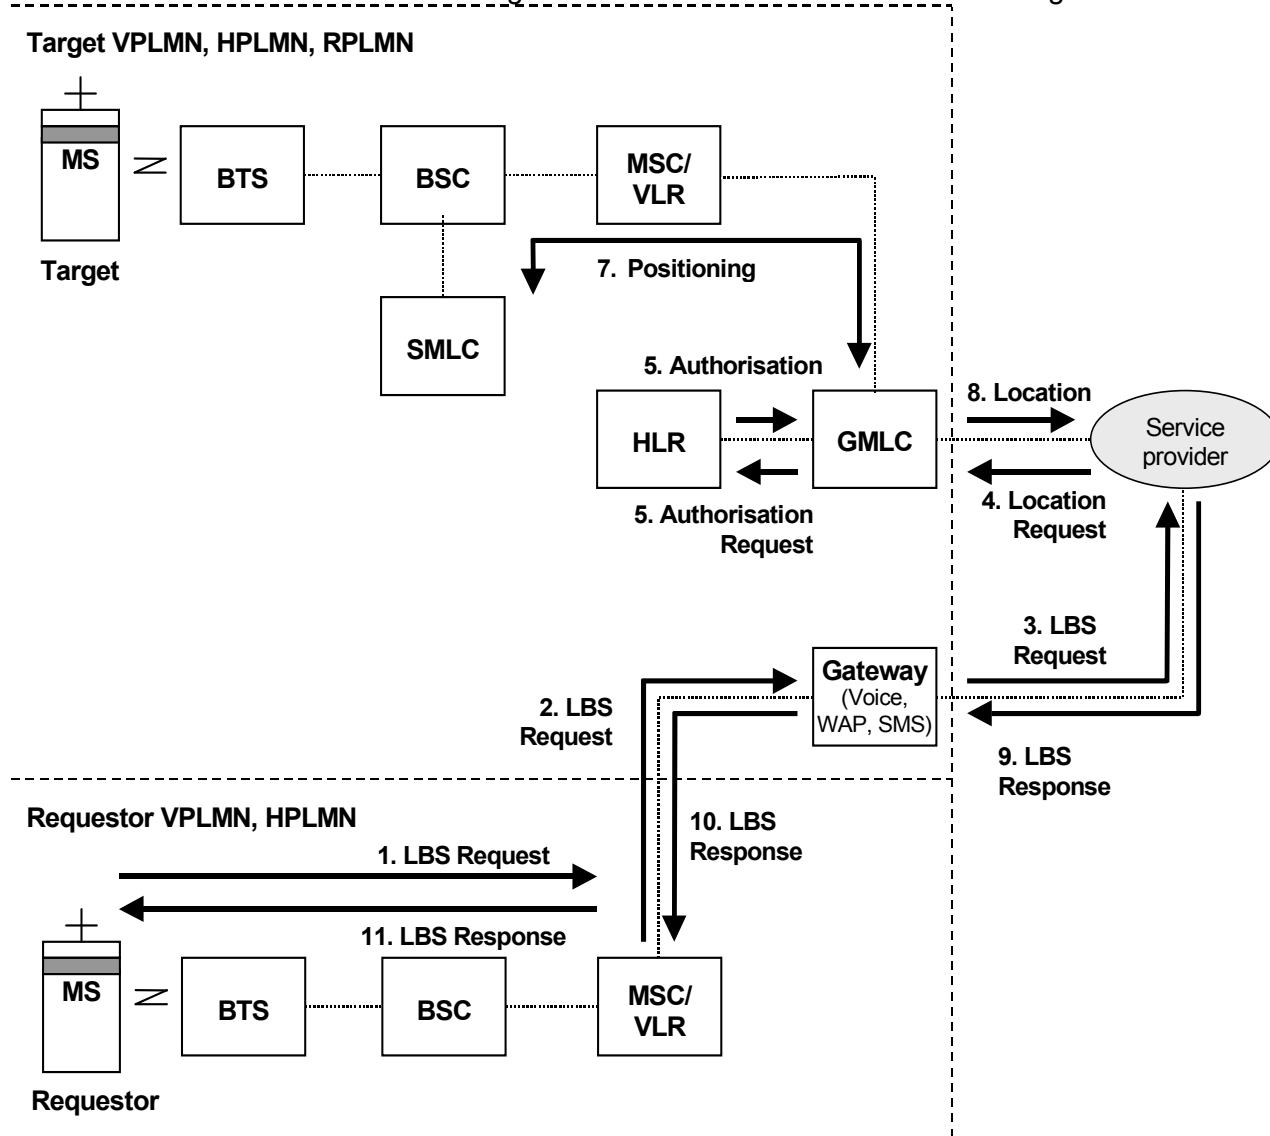 Target VPLMN, HPLMN, RPLMN
MS
BTS
BSC
MSC/
VLR
Target
7. Positioning
SMLC
5. Authorisation
HLR
GMLC
8. Location
Service
provider
5. Authorisation
Request
4. Location
Request
3. LBS
Request
Gateway
(Voice,
WAP, SMS)
2. LBS
Request
9. LBS
Response
Requestor VPLMN, HPLMN
10. LBS
Response
1. LBS Request
11. LBS Response
MS
BTS
BSC
MSC/
VLR
Requestor